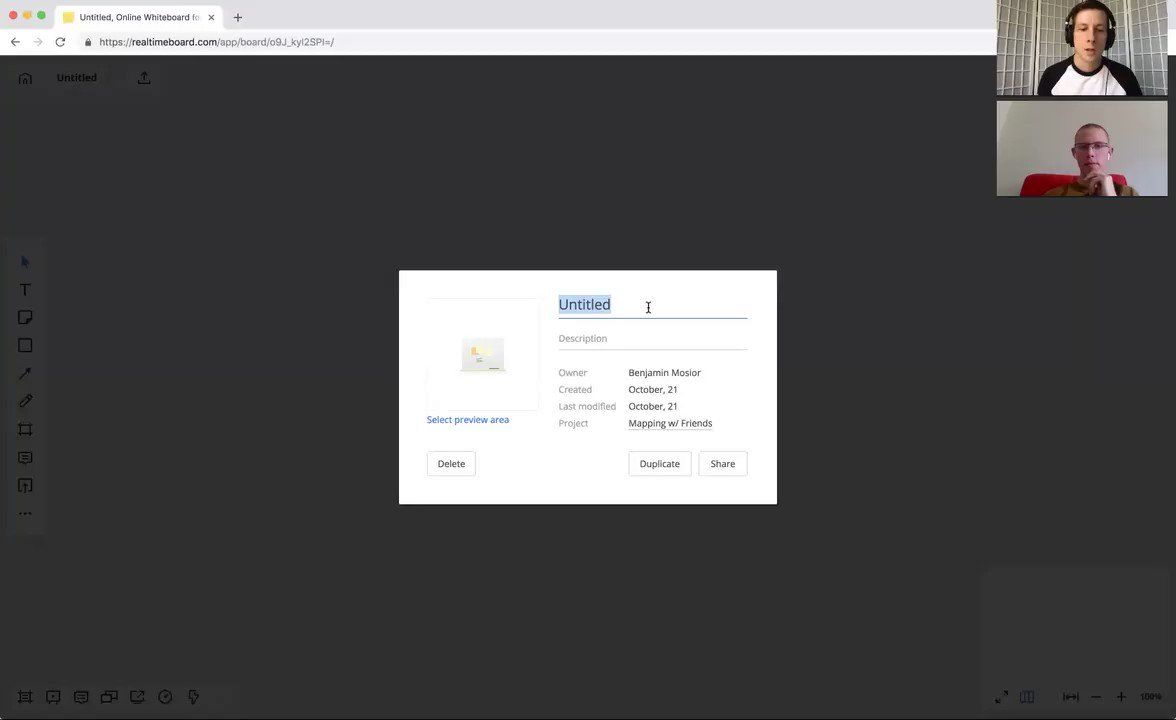 Untitled, Online Whiteboard fo
https://realtimeboard.com/app/board/o9J_kyI2SPI=/
Untitled
Untitled
Description
Owner Benjamin Mosior
Created October, 21
Last modified October, 21
Project Mapping w/ Friends
Select preview area
Delete Duplicate Share
100%